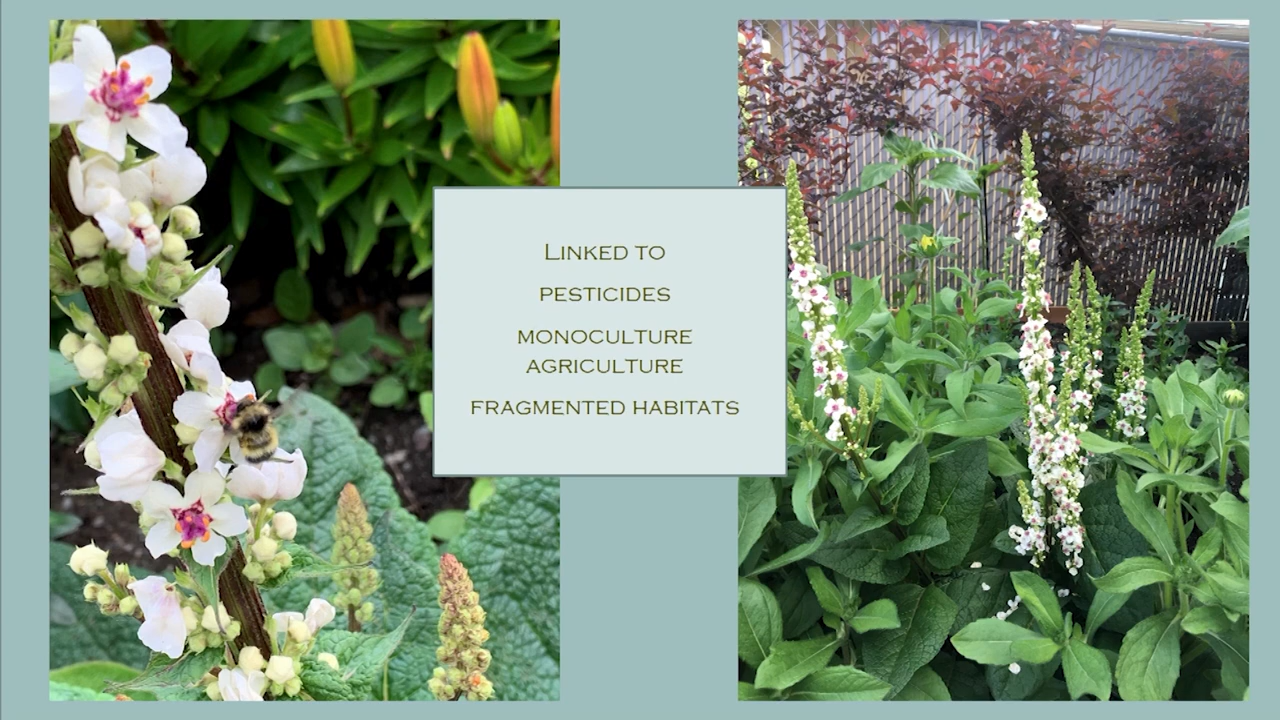 Linked to
pesticides
monoculture
agriculture
fragmented habitats